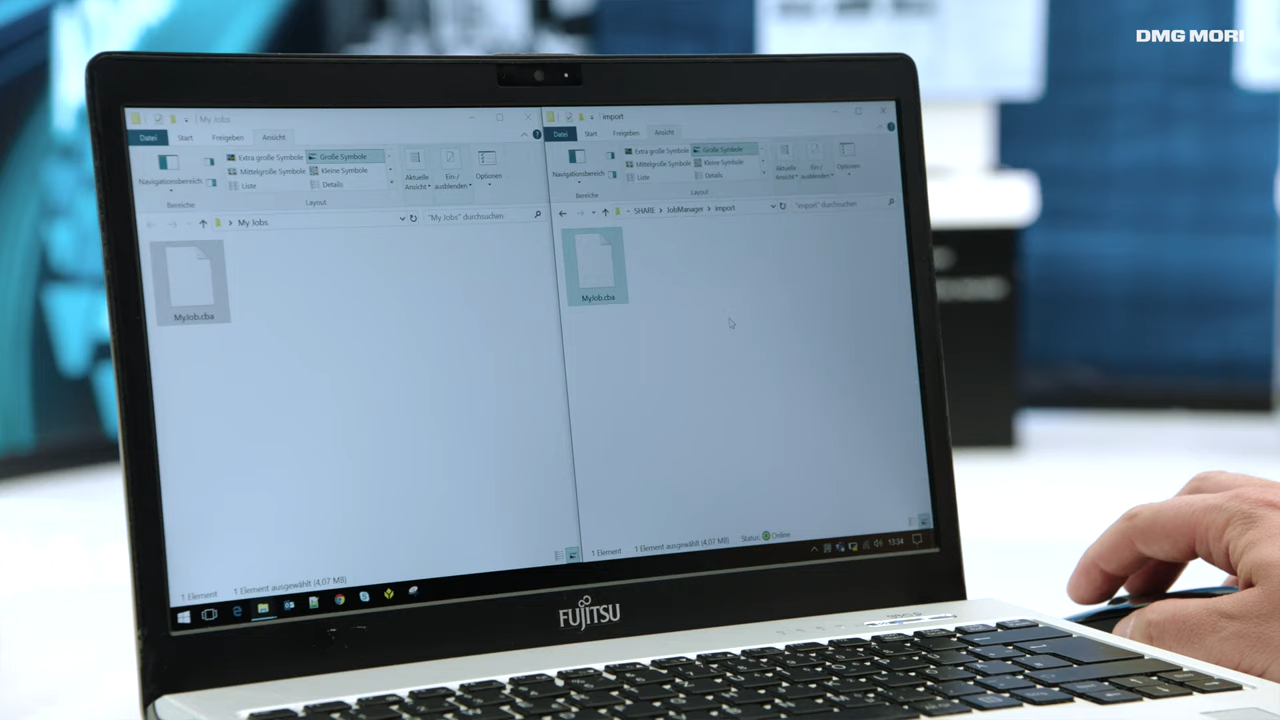 DMG MORI
My Jobs
Datei Start Freigeben Ansicht
Navigationsbereich
Extra große Symbole
Große Symbole
Mittelgroße Symbole
Kleine Symbole
Liste
Details
Aktuelle
Ansicht
Ein-/
ausblenden
Optionen
Bereiche
Layout
> My Jobs
"My Jobs" durchsuchen
MyJob.cba
1 Element 1 Element ausgewählt (4,07 MB)
import
Datei Start Freigeben Ansicht
Navigationsbereich
Extra große Symbole
Große Symbole
Mittelgroße Symbole
Kleine Symbole
Liste
Details
Aktuelle
Ansicht
Ein-/
ausblenden
Optionen
Bereiche
Layout
SHARE > JobManager > import
"import" durchsuchen
MyJob.cba
1 Element 1 Element ausgewählt (4,07 MB) Status: Online
13:34
FUJITSU